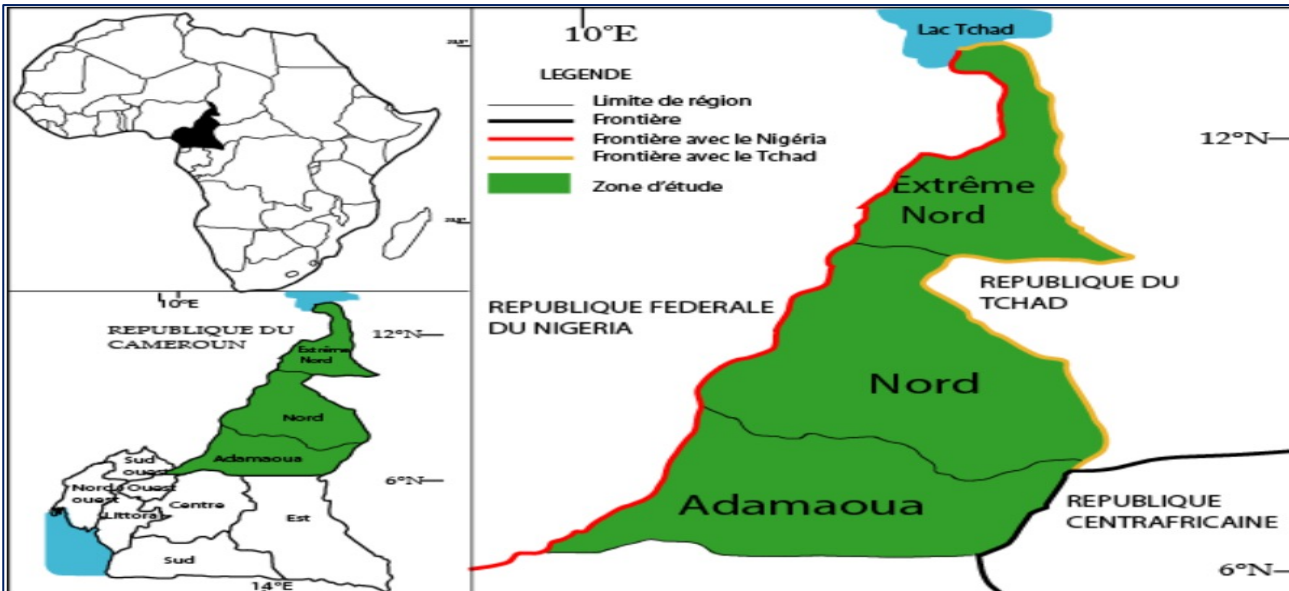 10°E
REPUBLIQUE DU
CAMEROUN
12°N
Extrême
Nord
Nord
Adamaoua
6°N
Sud
ouest
Nord
ouest
Ouest
Littoral
Centre
Est
Sud
14°E
10°E
Lac Tchad
LEGENDE
Limite de région
Frontière
Frontière avec le Nigéria
Frontière avec le Tchad
Zone d'étude
12°N
Extrême
Nord
REPUBLIQUE FEDERALE
DU NIGERIA
REPUBLIQUE DU
TCHAD
Nord
Adamaoua
REPUBLIQUE
CENTRAFRICAINE
6°N